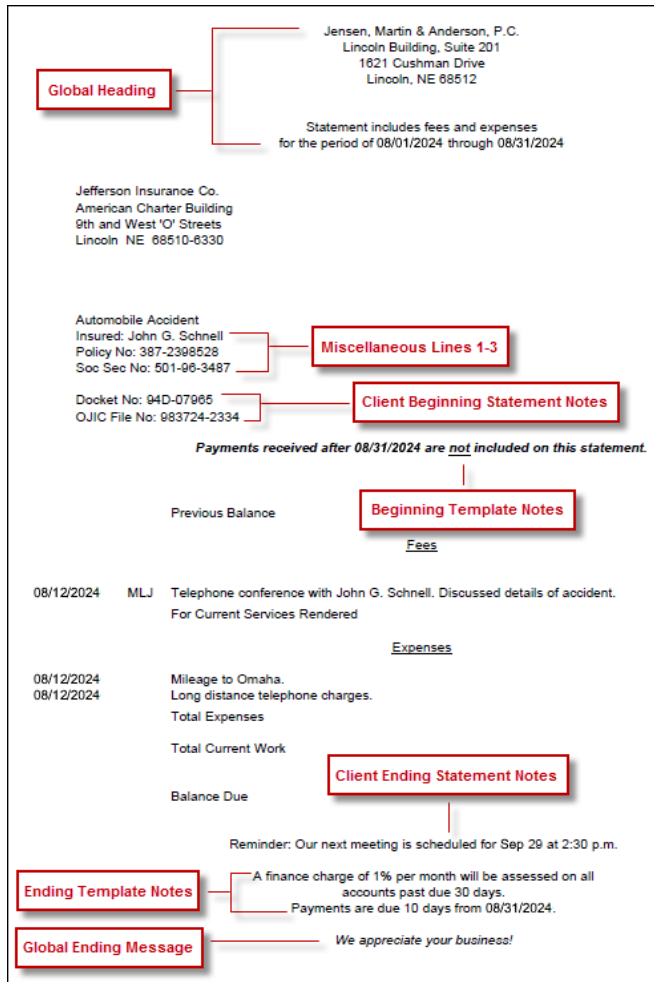 Jensen, Martin & Anderson, P.C.
Lincoln Building, Suite 201
1621 Cushman Drive
Lincoln, NE 68512
Global Heading
Statement includes fees and expenses
for the period of 08/01/2024 through 08/31/2024
Jefferson Insurance Co.
American Charter Building
9th and West 'O' Streets
Lincoln NE 68510-6330
Automobile Accident
Insured: John G. Schnell
Policy No: 387-2398528
Soc Sec No: 501-96-3487
Miscellaneous Lines 1-3
Docket No: 94D-07965
OJIC File No: 983724-2334
Client Beginning Statement Notes
Payments received after 08/31/2024 are not included on this statement.
Previous Balance
Beginning Template Notes
Fees
08/12/2024 MLJ Telephone conference with John G. Schnell. Discussed details of accident.
For Current Services Rendered
Expenses
08/12/2024 Mileage to Omaha.
08/12/2024 Long distance telephone charges.
Total Expenses
Total Current Work
Client Ending Statement Notes
Balance Due
Reminder: Our next meeting is scheduled for Sep 29 at 2:30 p.m.
Ending Template Notes
A finance charge of 1% per month will be assessed on all
accounts past due 30 days.
Payments are due 10 days from 08/31/2024.
Global Ending Message
We appreciate your business!